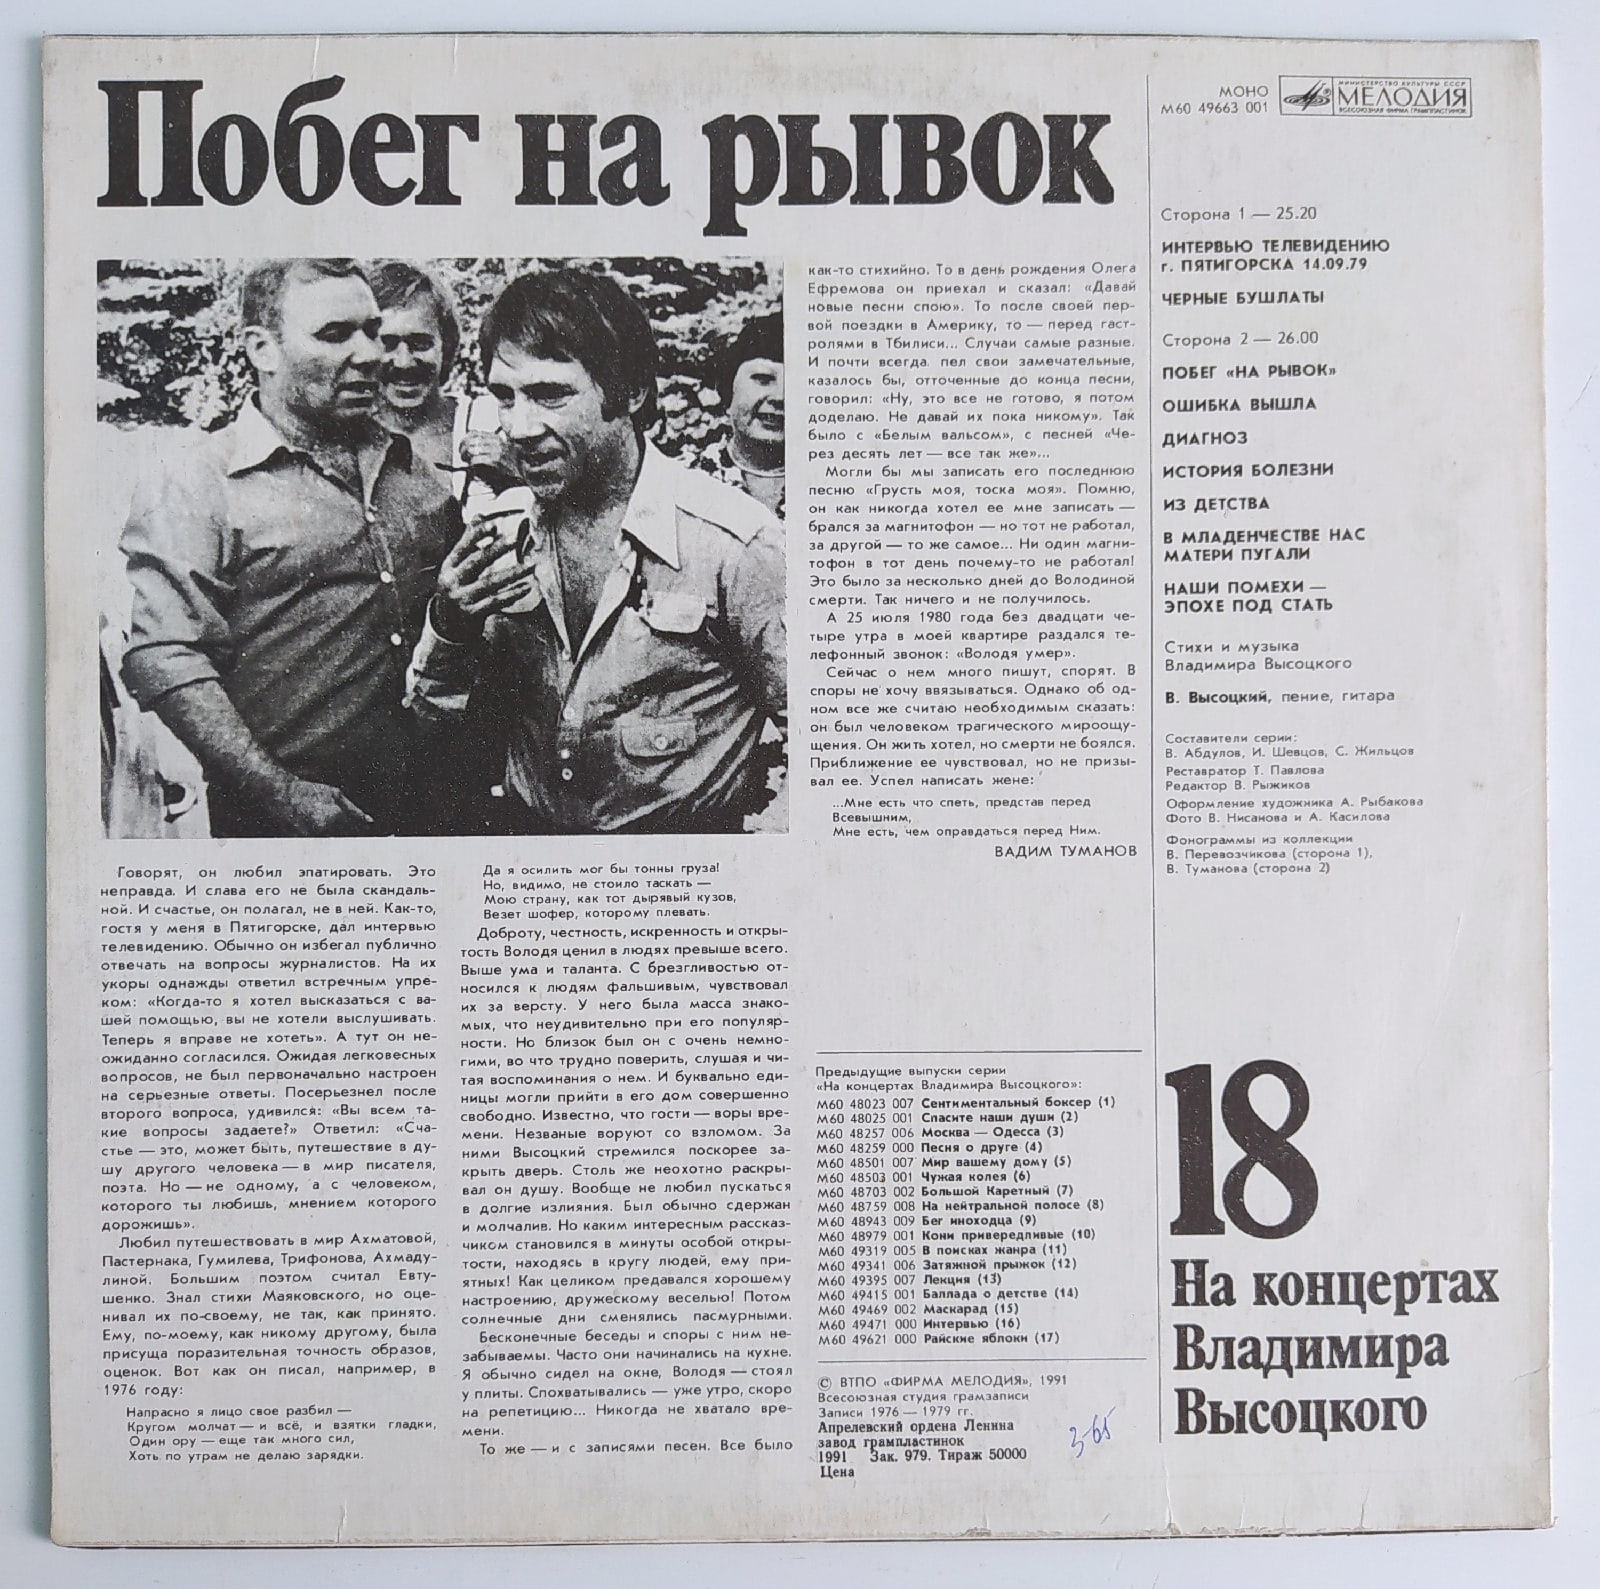 Побег на рывок
МОНО
М60 49663 001
МИНИСТЕРСТВО КУЛЬТУРЫ СССР
МЕЛОДИЯ
ВСЕСОЮЗНАЯ ФИРМА ГРАМПЛАСТИНОК
Говорят, он любил эпатировать. Это
неправда. И слава его не была скандаль-
ной. И счастье, он полагал, не в ней. Как-то,
гостя у меня в Пятигорске, дал интервью
телевидению. Обычно он избегал публично
отвечать на вопросы журналистов. На их
укоры однажды ответил встречным упре-
ком: «Когда-то я хотел высказаться с ва-
шей помощью, вы не хотели выслушивать.
Теперь я вправе не хотеть». А тут он не-
ожиданно согласился. Ожидая легковесных
вопросов, не был первоначально настроен
на серьезные ответы. Посерьезнел после
второго вопроса, удивился: «Вы всем та-
кие вопросы задаете?» Ответил: «Сча-
стье — это, может быть, путешествие в ду-
шу другого человека — в мир писателя,
поэта. Но — не одному, а с человеком,
которого ты любишь, мнением которого
дорожишь».
Любил путешествовать в мир Ахматовой,
Пастернака, Гумилева, Трифонова, Ахмаду-
линой. Большим поэтом считал Евту-
шенко. Знал стихи Маяковского, но оце-
нивал их по-своему, не так, как принято.
Ему, по-моему, как никому другому, была
присуща поразительная точность образов,
оценок. Вот как он писал, например, в
1976 году:
Напрасно я лицо свое разбил —
Кругом молчат — и всё, и взятки гладки,
Один ору — еще так много сил,
Хоть по утрам не делаю зарядки.
Да я осилить мог бы тонны груза!
Но, видимо, не стоило таскать —
Мою страну, как тот дырявый кузов,
Везет шофер, которому плевать.
Доброту, честность, искренность и откры-
тость Володя ценил в людях превыше всего.
Выше ума и таланта. С брезгливостью от-
носился к людям фальшивым, чувствовал
их за версту. У него была масса знако-
мых, что неудивительно при его популяр-
ности. Но близок был он с очень немно-
гими, во что трудно поверить, слушая и чи-
тая воспоминания о нем. И буквально еди-
ницы могли прийти в его дом совершенно
свободно. Известно, что гости — воры вре-
мени. Незваные воруют со взломом. За
ними Высоцкий стремился поскорее за-
крыть дверь. Столь же неохотно раскры-
вал он душу. Вообще не любил пускаться
в долгие излияния. Был обычно сдержан
и молчалив. Но каким интересным рассказ-
чиком становился в минуты особой откры-
тости, находясь в кругу людей, ему при-
ятных! Как целиком предавался хорошему
настроению, дружескому веселью! Потом
солнечные дни сменялись пасмурными.
Бесконечные беседы и споры с ним не-
забываемы. Часто они начинались на кухне.
Я обычно сидел на окне, Володя — стоял
у плиты. Спохватывались — уже утро, скоро
на репетицию... Никогда не хватало вре-
мени.
То же — и с записями песен. Все было
как-то стихийно. То в день рождения Олега
Ефремова он приехал и сказал: «Давай
новые песни спою». То после своей пер-
вой поездки в Америку, то — перед гаст-
ролями в Тбилиси... Случаи самые разные.
И почти всегда пел свои замечательные,
казалось бы, отточенные до конца песни,
говорил: «Ну, это все не готово, я потом
доделаю. Не давай их пока никому». Так
было с «Белым вальсом», с песней «Че-
рез десять лет — все так же»...
Могли бы мы записать его последнюю
песню «Грусть моя, тоска моя». Помню,
он как никогда хотел ее мне записать —
брался за магнитофон — но тот не работал,
за другой — то же самое... Ни один магни-
тофон в тот день почему-то не работал!
Это было за несколько дней до Володиной
смерти. Так ничего и не получилось.
А 25 июля 1980 года без двадцати че-
тыре утра в моей квартире раздался те-
лефонный звонок: «Володя умер».
Сейчас о нем много пишут, спорят. В
споры не хочу ввязываться. Однако об од-
ном все же считаю необходимым сказать:
он был человеком трагического мироощу-
щения. Он жить хотел, но смерти не боялся.
Приближение ее чувствовал, но не призы-
вал ее. Успел написать жене:
...Мне есть что спеть, представ перед
Всевышним,
Мне есть, чем оправдаться перед Ним.
ВАДИМ ТУМАНОВ
Предыдущие выпуски серии
«На концертах Владимира Высоцкого»:
М60 48023 007 Сентиментальный боксер (1)
М60 48025 001 Спасите наши души (2)
М60 48257 006 Москва — Одесса (3)
М60 48259 000 Песня о друге (4)
М60 48501 007 Мир вашему дому (5)
М60 48503 001 Чужая колея (6)
М60 48703 002 Большой Каретный (7)
М60 48759 008 На нейтральной полосе (8)
М60 48943 009 Бег иноходца (9)
М60 48979 001 Кони привередливые (10)
М60 49319 005 В поисках жанра (11)
М60 49341 006 Затяжной прыжок (12)
М60 49395 007 Лекция (13)
М60 49415 001 Баллада о детстве (14)
М60 49469 002 Маскарад (15)
М60 49471 000 Интервью (16)
М60 49621 000 Райские яблоки (17)
© ВТПО «ФИРМА МЕЛОДИЯ», 1991
Всесоюзная студия грамзаписи
Записи 1976 — 1979 гг.
Апрелевский ордена Ленина
завод грампластинок
1991 Зак. 979. Тираж 50000
Цена
3-65
Сторона 1 — 25.20
ИНТЕРВЬЮ ТЕЛЕВИДЕНИЮ
г. ПЯТИГОРСКА 14.09.79
ЧЕРНЫЕ БУШЛАТЫ
Сторона 2 — 26.00
ПОБЕГ «НА РЫВОК»
ОШИБКА ВЫШЛА
ДИАГНОЗ
ИСТОРИЯ БОЛЕЗНИ
ИЗ ДЕТСТВА
В МЛАДЕНЧЕСТВЕ НАС
МАТЕРИ ПУГАЛИ
НАШИ ПОМЕХИ —
ЭПОХЕ ПОД СТАТЬ
Стихи и музыка
Владимира Высоцкого
В. Высоцкий, пение, гитара
Составители серии:
В. Абдулов, И. Шевцов, С. Жильцов
Реставратор Т. Павлова
Редактор В. Рыжиков
Оформление художника А. Рыбакова
Фото В. Нисанова и А. Касилова
Фонограммы из коллекции
В. Перевозчикова (сторона 1),
В. Туманова (сторона 2)
18
На концертах
Владимира
Высоцкого